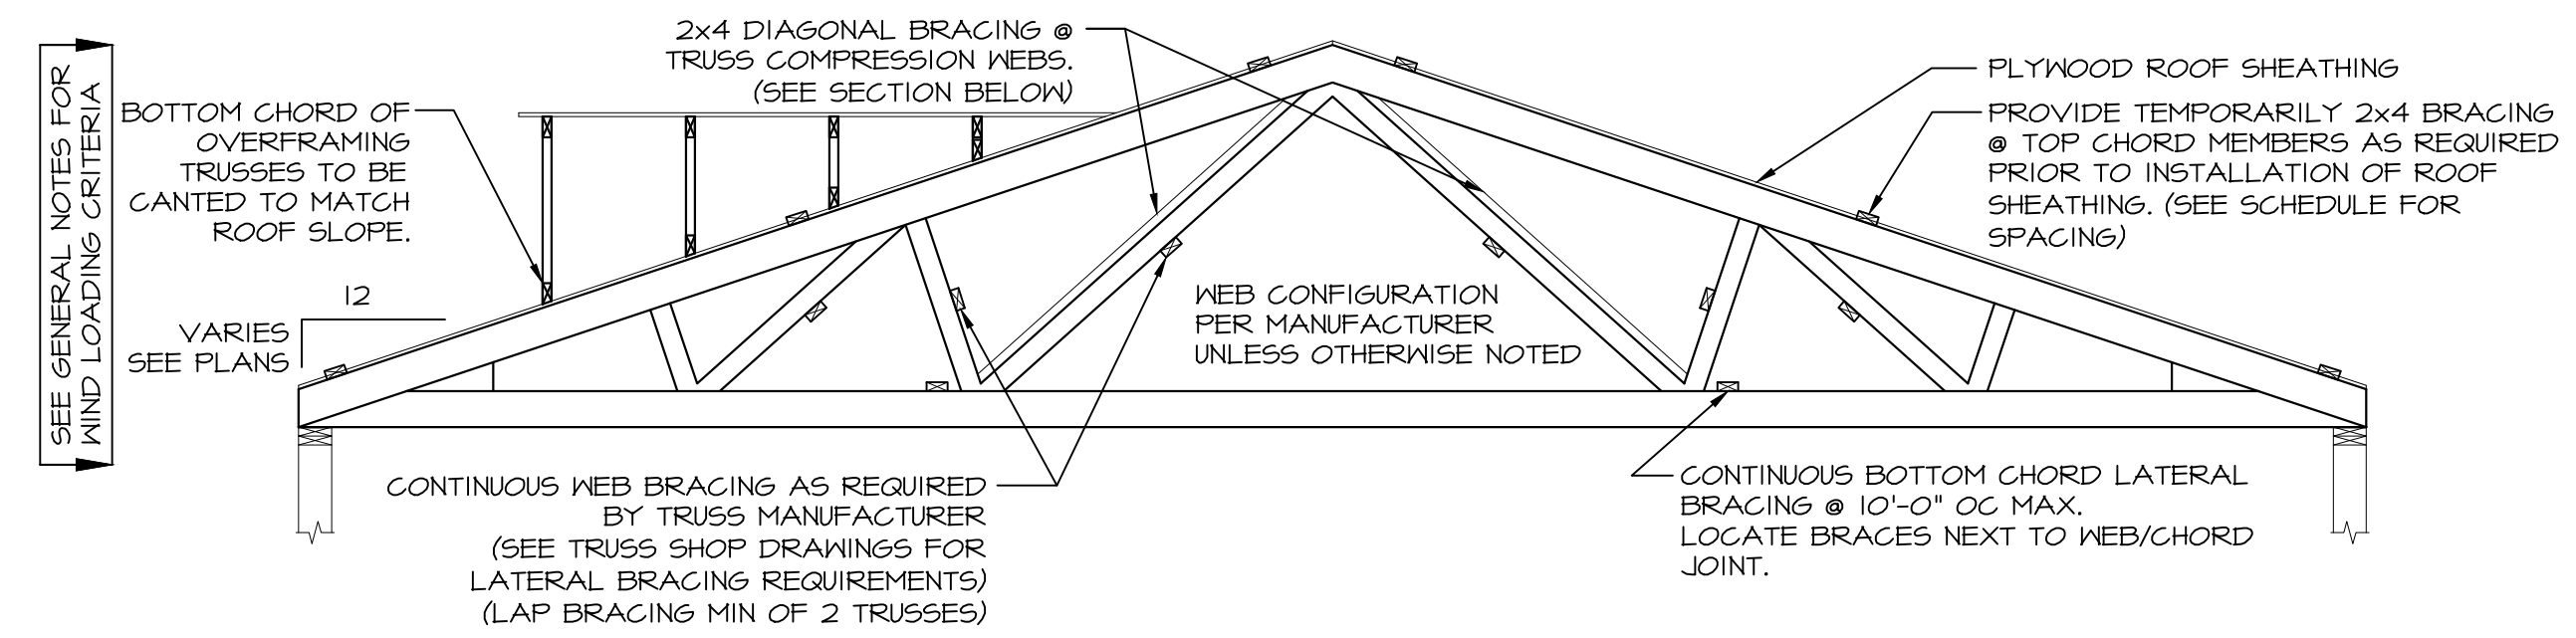 SEE GENERAL NOTES FOR
WIND LOADING CRITERIA
BOTTOM CHORD OF
OVERFRAMING
TRUSSES TO BE
CANTED TO MATCH
ROOF SLOPE.
12
VARIES
SEE PLANS
2x4 DIAGONAL BRACING @
TRUSS COMPRESSION WEBS.
(SEE SECTION BELOW)
PLYWOOD ROOF SHEATHING
PROVIDE TEMPORARILY 2x4 BRACING
@ TOP CHORD MEMBERS AS REQUIRED
PRIOR TO INSTALLATION OF ROOF
SHEATHING. (SEE SCHEDULE FOR
SPACING)
WEB CONFIGURATION
PER MANUFACTURER
UNLESS OTHERWISE NOTED
CONTINUOUS WEB BRACING AS REQUIRED
BY TRUSS MANUFACTURER
(SEE TRUSS SHOP DRAWINGS FOR
LATERAL BRACING REQUIREMENTS)
(LAP BRACING MIN OF 2 TRUSSES)
CONTINUOUS BOTTOM CHORD LATERAL
BRACING @ 10'-0" OC MAX.
LOCATE BRACES NEXT TO WEB/CHORD
JOINT.